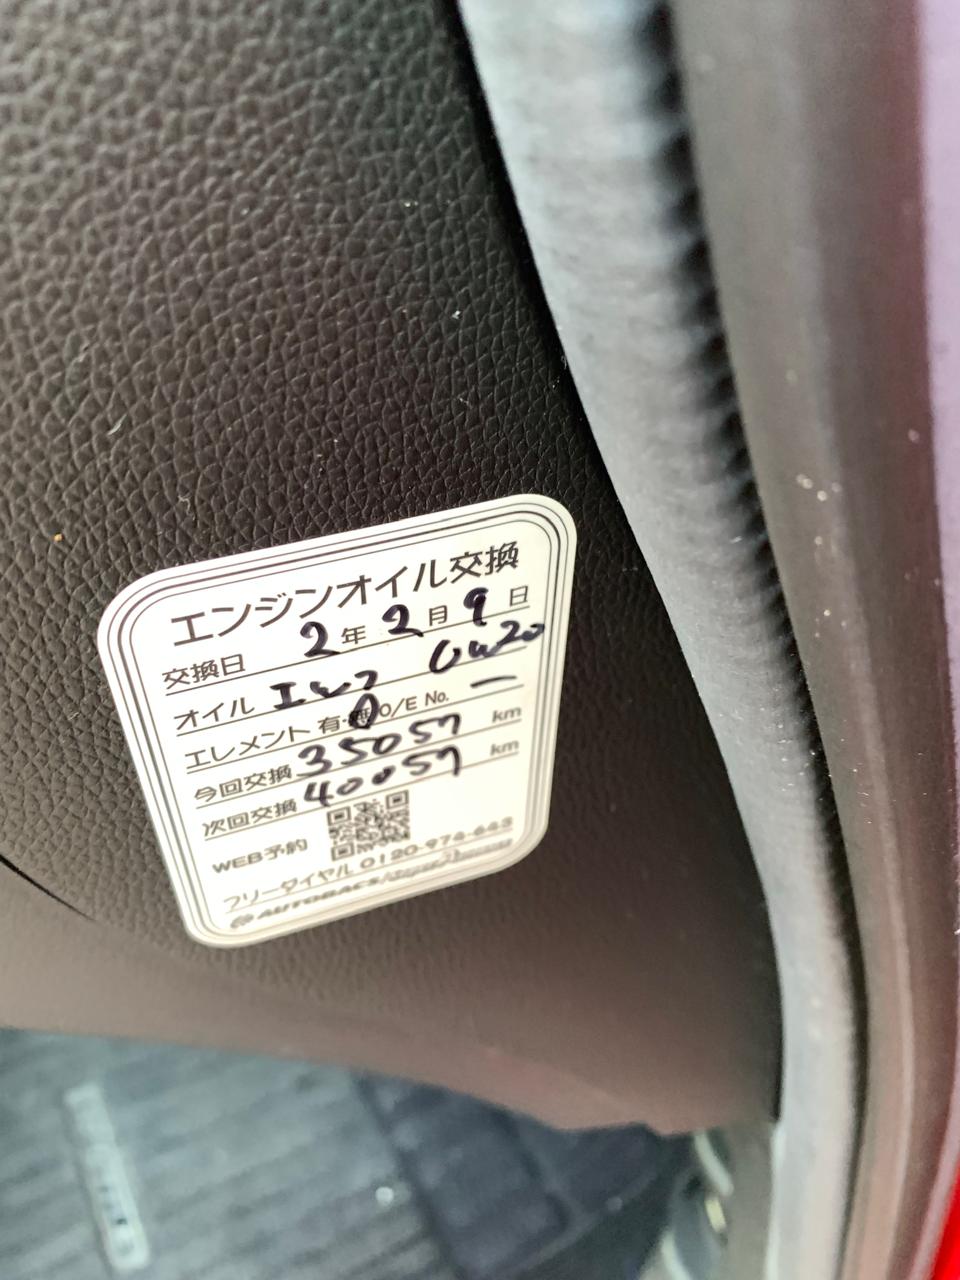 エンジンオイル交換
交換日 2年 2月 9日
オイル 0W20
エレメント 有・無 O/E No. ー
今回交換 35057 km
次回交換 40057 km
WEB予約
フリーダイヤル 0120-974-643
AUTOBACS